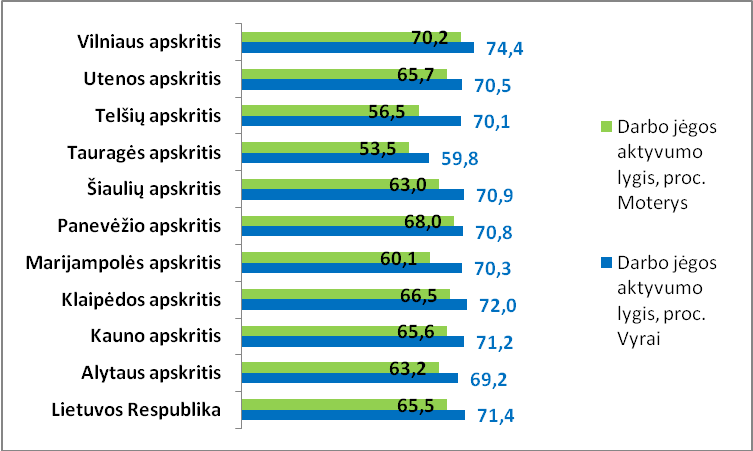 Vilniaus apskritis 70,2 74,4
Utenos apskritis 65,7 70,5
Telšių apskritis 56,5 70,1
Tauragės apskritis 53,5 59,8
Šiaulių apskritis 63,0 70,9
Panevėžio apskritis 68,0 70,8
Marijampolės apskritis 60,1 70,3
Klaipėdos apskritis 66,5 72,0
Kauno apskritis 65,6 71,2
Alytaus apskritis 63,2 69,2
Lietuvos Respublika 65,5 71,4
Darbo jėgos
aktyvumo
lygis, proc.
Moterys
Darbo jėgos
aktyvumo
lygis, proc.
Vyrai